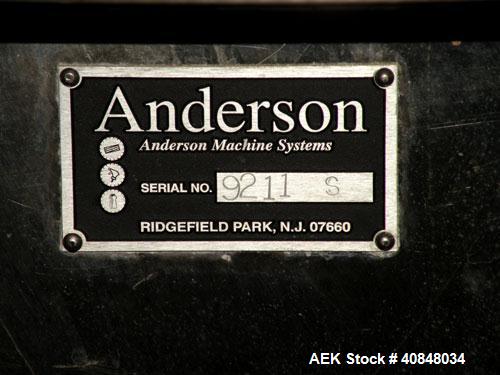 Anderson
Anderson Machine Systems
SERIAL NO. 9211 S
RIDGEFIELD PARK, N.J. 07660
AEK Stock # 40848034